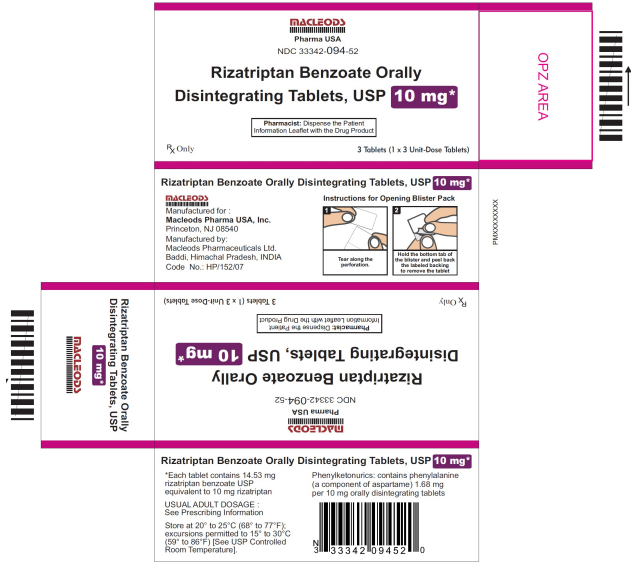 MACLEODS
Pharma USA
NDC 33342-094-52
Rizatriptan Benzoate Orally
Disintegrating Tablets, USP 10 mg*
Pharmacist: Dispense the Patient
Information Leaflet with the Drug Product
Rx Only
3 Tablets (1 x 3 Unit-Dose Tablets)
OPZ AREA
Rizatriptan Benzoate Orally Disintegrating Tablets, USP 10 mg*
MACLEODS
Manufactured for :
Macleods Pharma USA, Inc.
Princeton, NJ 08540
Manufactured by:
Macleods Pharmaceuticals Ltd.
Baddi, Himachal Pradesh, INDIA
Code No.: HP/152/07
Instructions for Opening Blister Pack
1
Tear along the
perforation.
2
Hold the bottom tab of
the blister and peel back
the labeled backing
to remove the tablet
PMXXXXXXXX
MACLEODS
Pharma USA
NDC 33342-094-52
Rizatriptan Benzoate Orally
Disintegrating Tablets, USP 10 mg*
Pharmacist: Dispense the Patient
Information Leaflet with the Drug Product
Rx Only
3 Tablets (1 x 3 Unit-Dose Tablets)
Rizatriptan Benzoate Orally
Disintegrating Tablets, USP
10 mg*
MACLEODS
Rizatriptan Benzoate Orally Disintegrating Tablets, USP 10 mg*
*Each tablet contains 14.53 mg
rizatriptan benzoate USP
equivalent to 10 mg rizatriptan
USUAL ADULT DOSAGE :
See Prescribing Information
Store at 20° to 25°C (68° to 77°F);
excursions permitted to 15° to 30°C
(59° to 86°F) [See USP Controlled
Room Temperature].
Phenylketonurics: contains phenylalanine
(a component of aspartame) 1.68 mg
per 10 mg orally disintegrating tablets
N
3 33342 09452 0